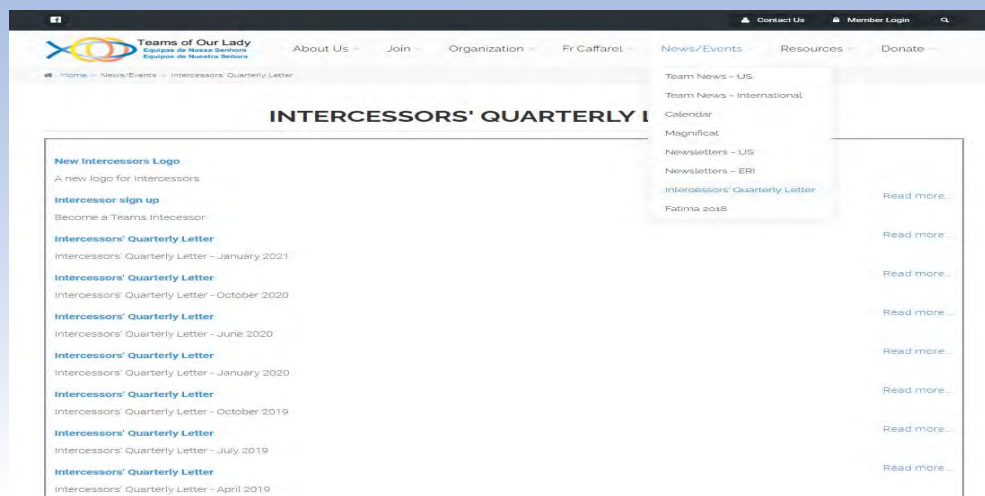 Contact Us Member Login
Teams of Our Lady
Equipas de Nossa Senhora
Equipos de Nuestra Senora
About Us Join Organization Fr Caffarel News/Events Resources Donate
Home - News/Events - Intercessors' Quarterly Letter
Team News - US
Team News - International
Calendar
Magnificat
Newsletters - US
Newsletters - ERI
Intercessors' Quarterly Letter
Fatima 2018
INTERCESSORS' QUARTERLY L
New Intercessors Logo
A new logo for Intercessors
Read more...
Intercessor sign up
Become a Teams Intecessor
Read more...
Intercessors' Quarterly Letter
Intercessors' Quarterly Letter - January 2021
Read more...
Intercessors' Quarterly Letter
Intercessors' Quarterly Letter - October 2020
Read more...
Intercessors' Quarterly Letter
Intercessors' Quarterly Letter - June 2020
Read more...
Intercessors' Quarterly Letter
Intercessors' Quarterly Letter - January 2020
Read more...
Intercessors' Quarterly Letter
Intercessors' Quarterly Letter - October 2019
Read more...
Intercessors' Quarterly Letter
Intercessors' Quarterly Letter - July 2019
Read more...
Intercessors' Quarterly Letter
Intercessors' Quarterly Letter - April 2019